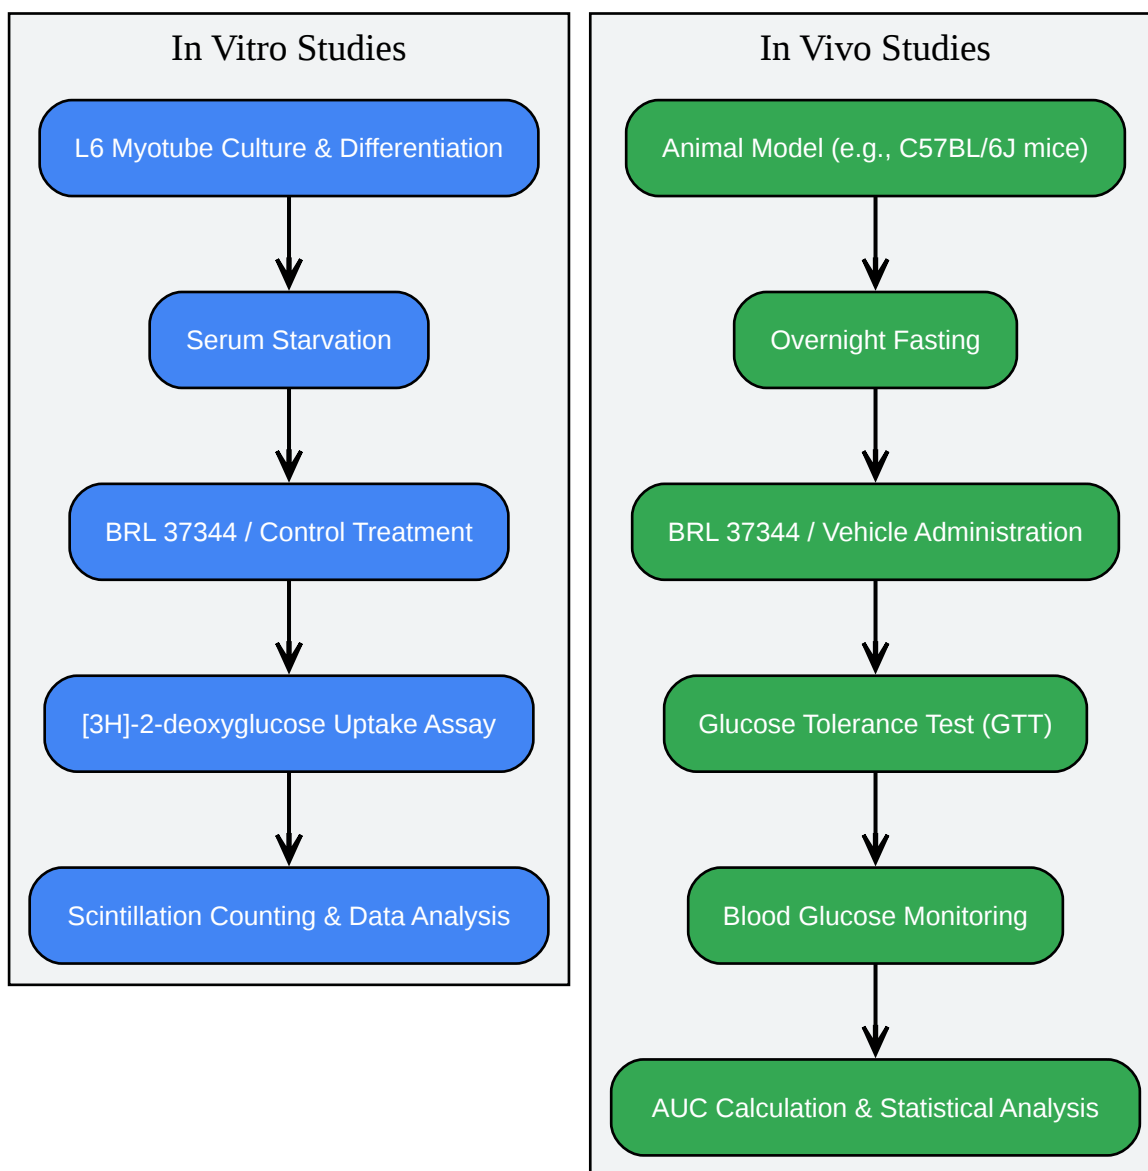 In Vitro Studies
L6 Myotube Culture & Differentiation
Serum Starvation
BRL 37344 / Control Treatment
[3H]-2-deoxyglucose Uptake Assay
Scintillation Counting & Data Analysis
In Vivo Studies
Animal Model (e.g., C57BL/6J mice)
Overnight Fasting
BRL 37344 / Vehicle Administration
Glucose Tolerance Test (GTT)
Blood Glucose Monitoring
AUC Calculation & Statistical Analysis